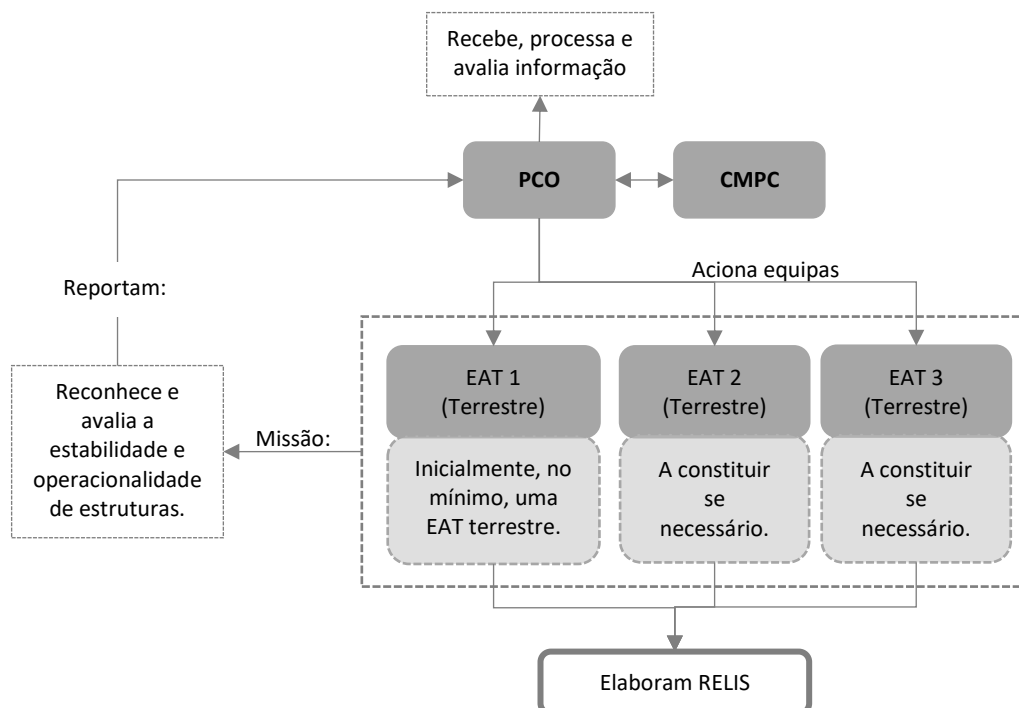 Recebe, processa e
avalia informação
PCO
CMPC
Aciona equipas
Reportam:
EAT 1
(Terrestre)
EAT 2
(Terrestre)
EAT 3
(Terrestre)
Reconhece e
avalia a
estabilidade e
operacionalidade
de estruturas.
Missão:
Inicialmente, no
mínimo, uma
EAT terrestre.
A constituir
se
necessário.
A constituir
se
necessário.
Elaboram RELIS